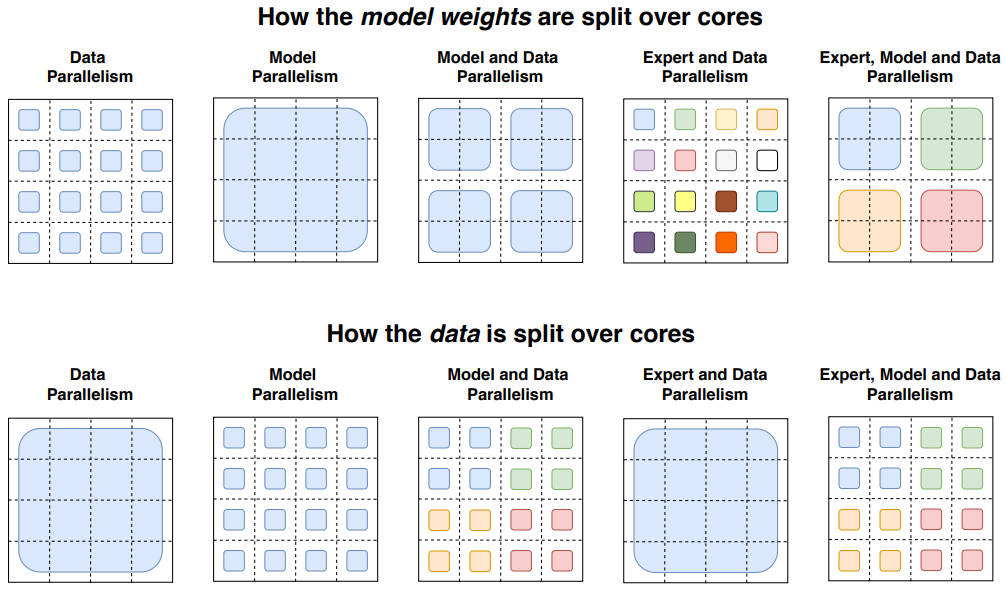 How the model weights are split over cores
Data
Parallelism
Model
Parallelism
Model and Data
Parallelism
Expert and Data
Parallelism
Expert, Model and Data
Parallelism
How the data is split over cores
Data
Parallelism
Model
Parallelism
Model and Data
Parallelism
Expert and Data
Parallelism
Expert, Model and Data
Parallelism